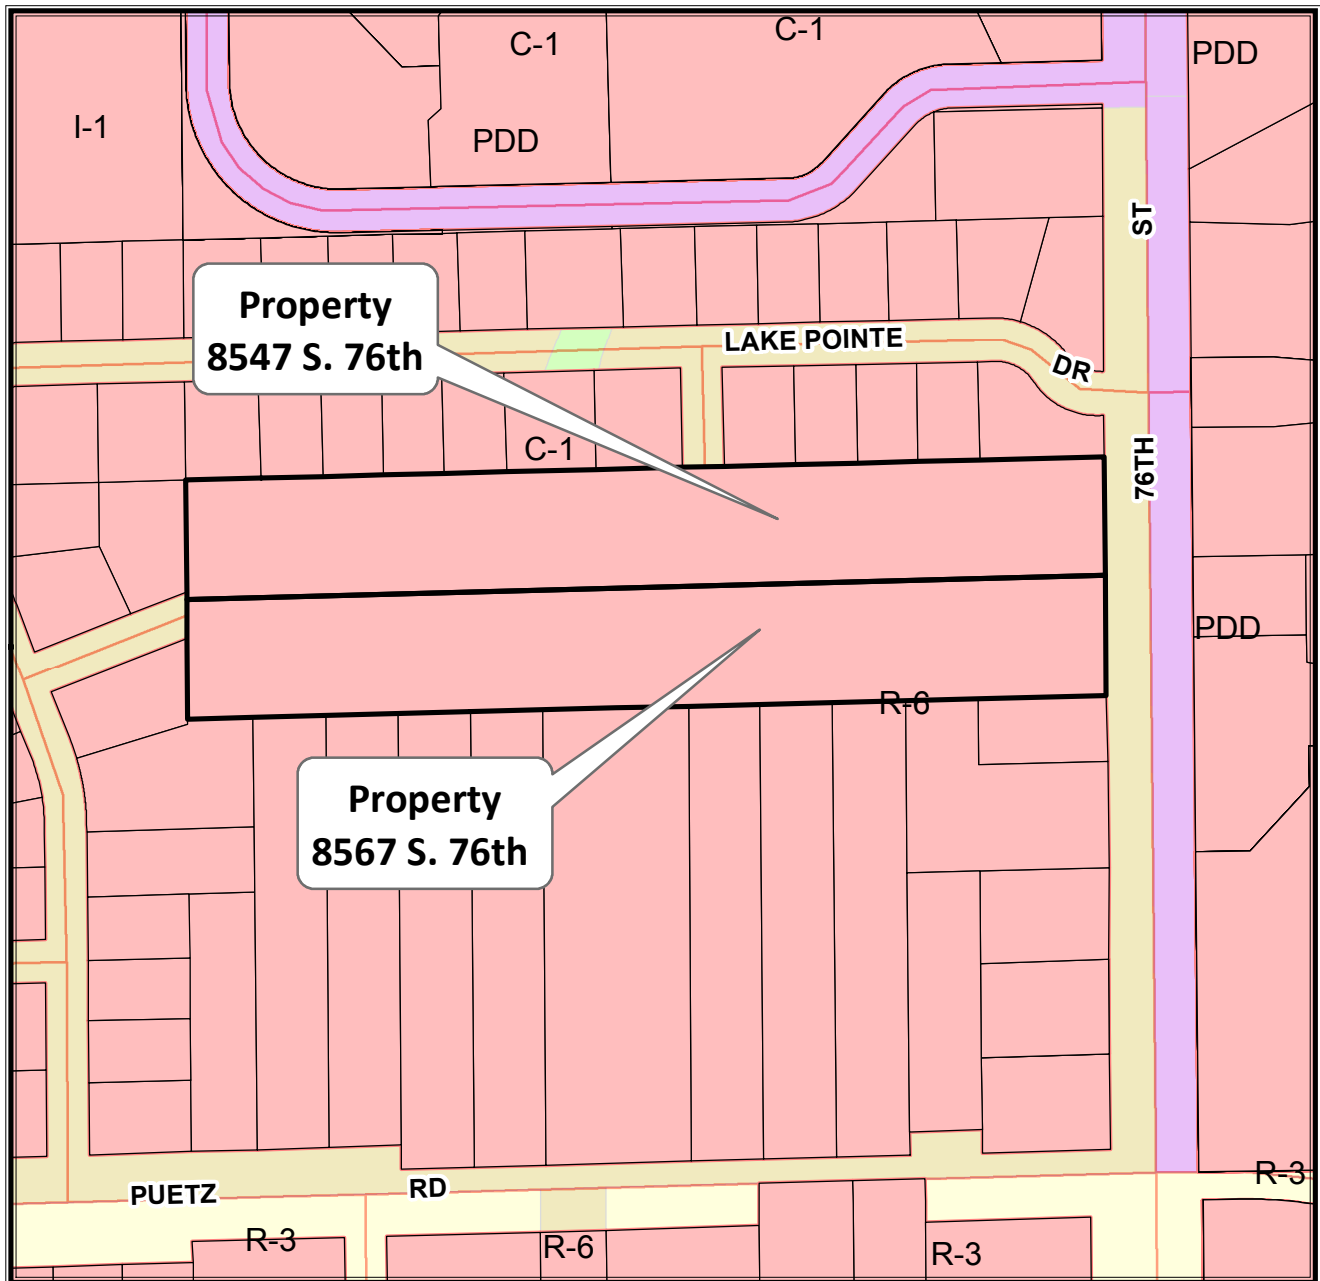 C-1
C-1
PDD
I-1
PDD
ST
Property
8547 S. 76th
LAKE POINTE
DR
C-1
76TH
PDD
R-6
Property
8567 S. 76th
R-3
PUETZ
RD
R-3
R-6
R-3